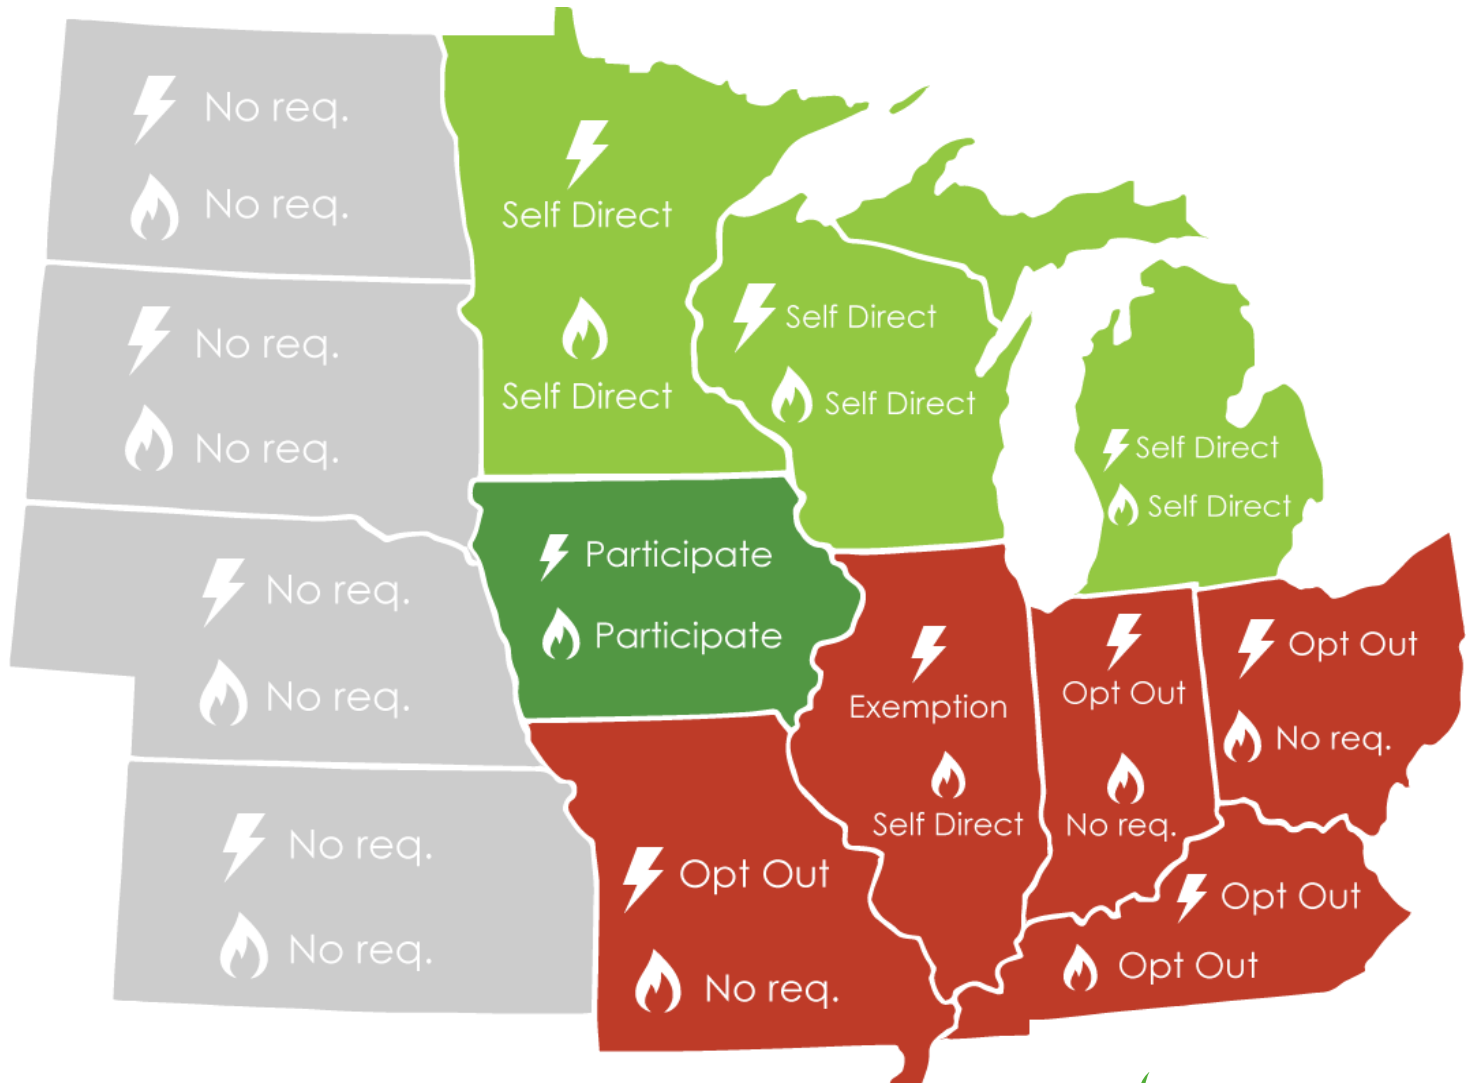 No req.
No req.
No req.
No req.
No req.
No req.
No req.
No req.
Self Direct
Self Direct
Self Direct
Self Direct
Self Direct
Self Direct
Participate
Participate
Exemption
Self Direct
Opt Out
No req.
Opt Out
No req.
Opt Out
No req.
Opt Out
Opt Out